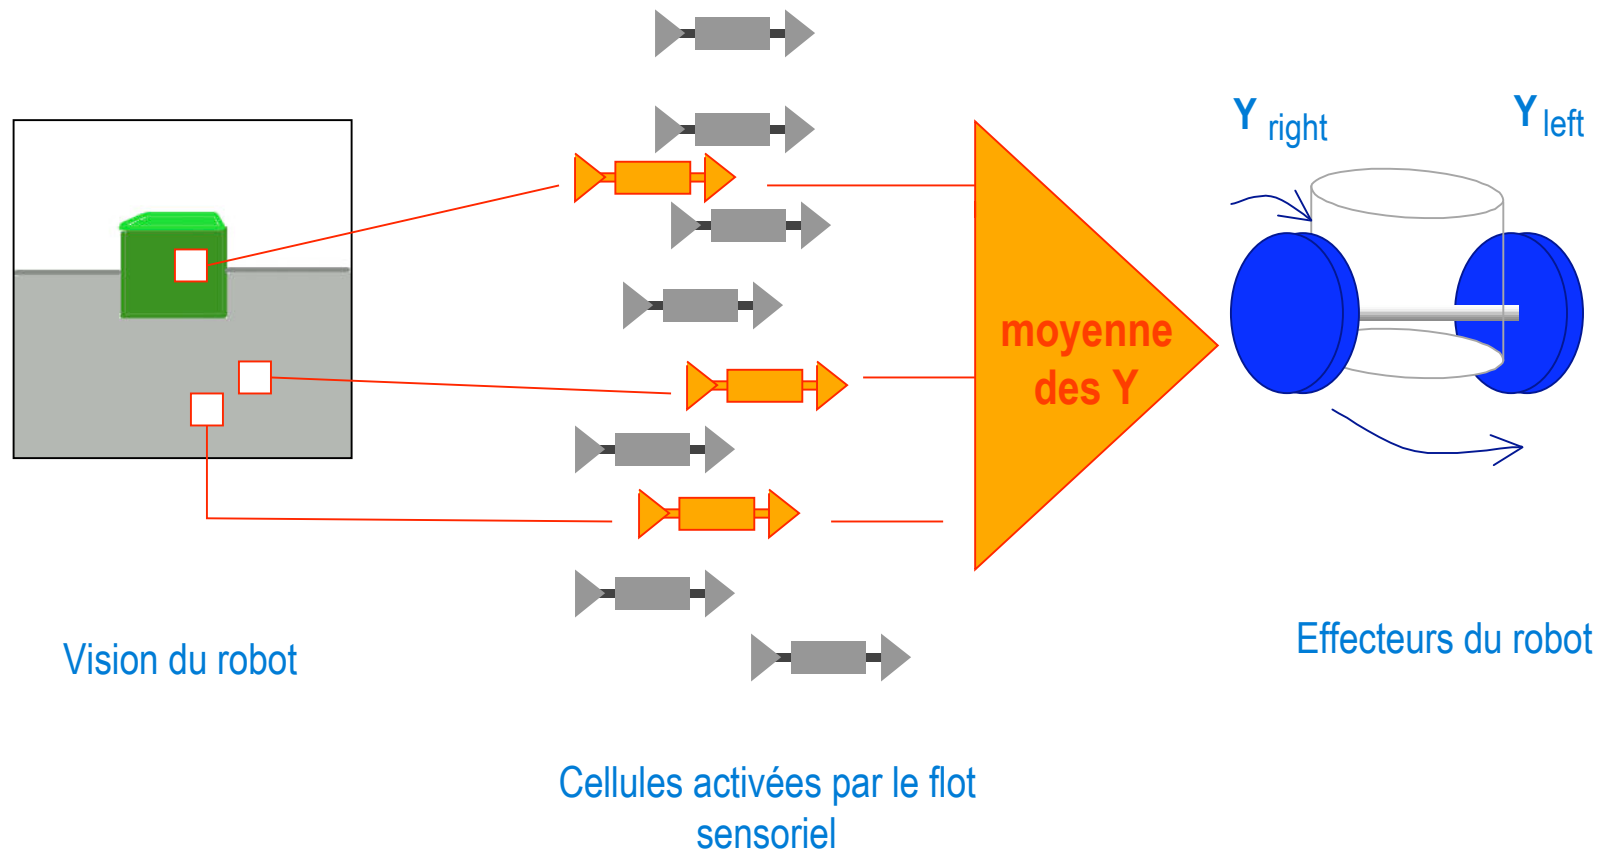 Y right
Y left
moyenne
des Y
Vision du robot
Effecteurs du robot
Cellules activées par le flot
sensoriel